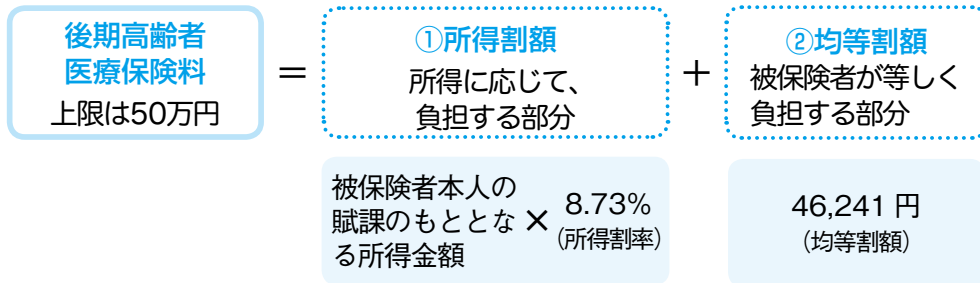 後期高齢者
医療保険料
上限は50万円
＝
①所得割額
所得に応じて、
負担する部分
＋
②均等割額
被保険者が等しく
負担する部分
被保険者本人の
賦課のもととな
る所得金額
×
8.73%
（所得割率）
46,241 円
（均等割額）